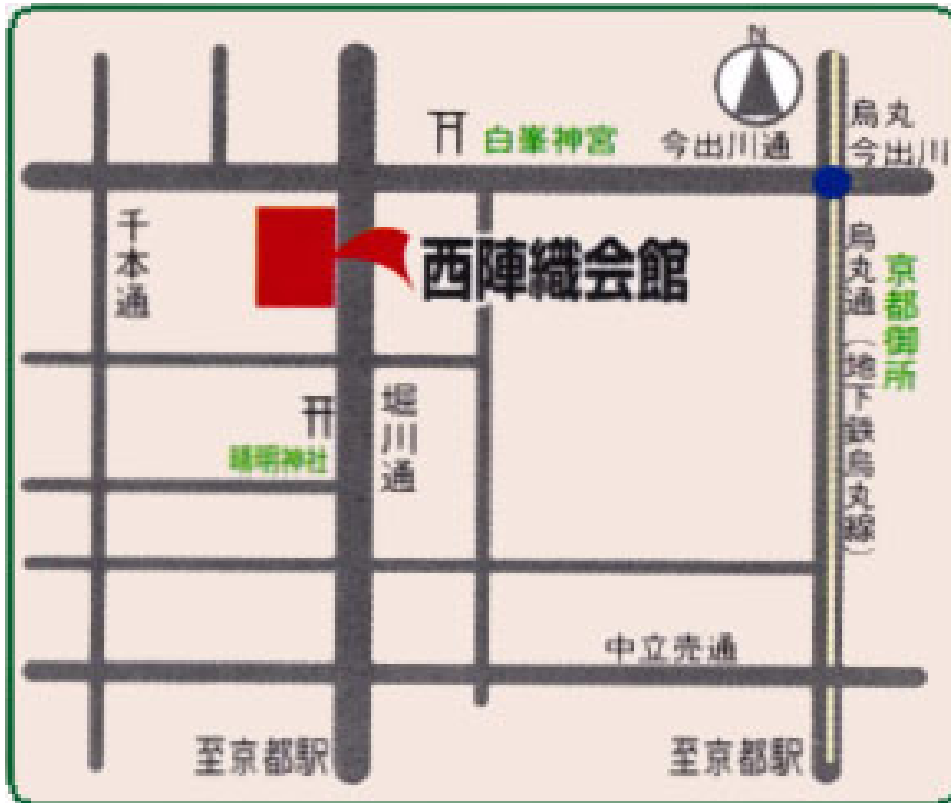 N
烏丸
今出川
白峯神宮
今出川通
千本通
西陣織会館
烏丸通(地下鉄烏丸線)
京都御所
堀川通
晴明神社
中立売通
至京都駅
至京都駅